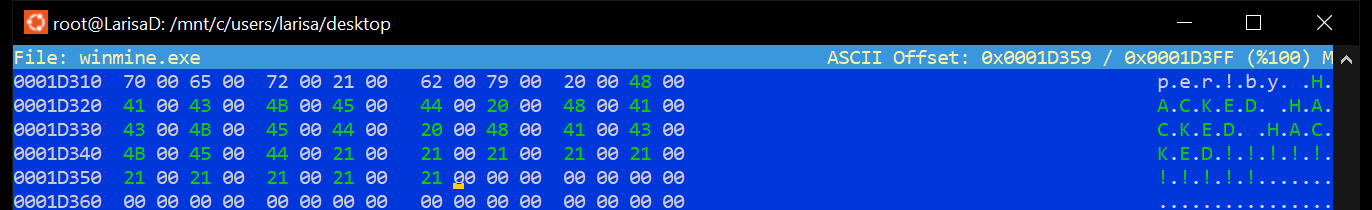 root@LarisaD: /mnt/c/users/larisa/desktop
File: winmine.exe ASCII Offset: 0x0001D359 / 0x0001D3FF (%100) M
0001D310 70 00 65 00 72 00 21 00 62 00 79 00 20 00 48 00 p.e.r.!.b.y. .H.
0001D320 41 00 43 00 4B 00 45 00 44 00 20 00 48 00 41 00 A.C.K.E.D. .H.A.
0001D330 43 00 4B 00 45 00 44 00 20 00 48 00 41 00 43 00 C.K.E.D. .H.A.C.
0001D340 4B 00 45 00 44 00 21 00 21 00 21 00 21 00 21 00 K.E.D.!.!.!.!.!.
0001D350 21 00 21 00 21 00 21 00 21 00 00 00 00 00 00 00 !.!.!.!.!.......
0001D360 00 00 00 00 00 00 00 00 00 00 00 00 00 00 00 00 ................